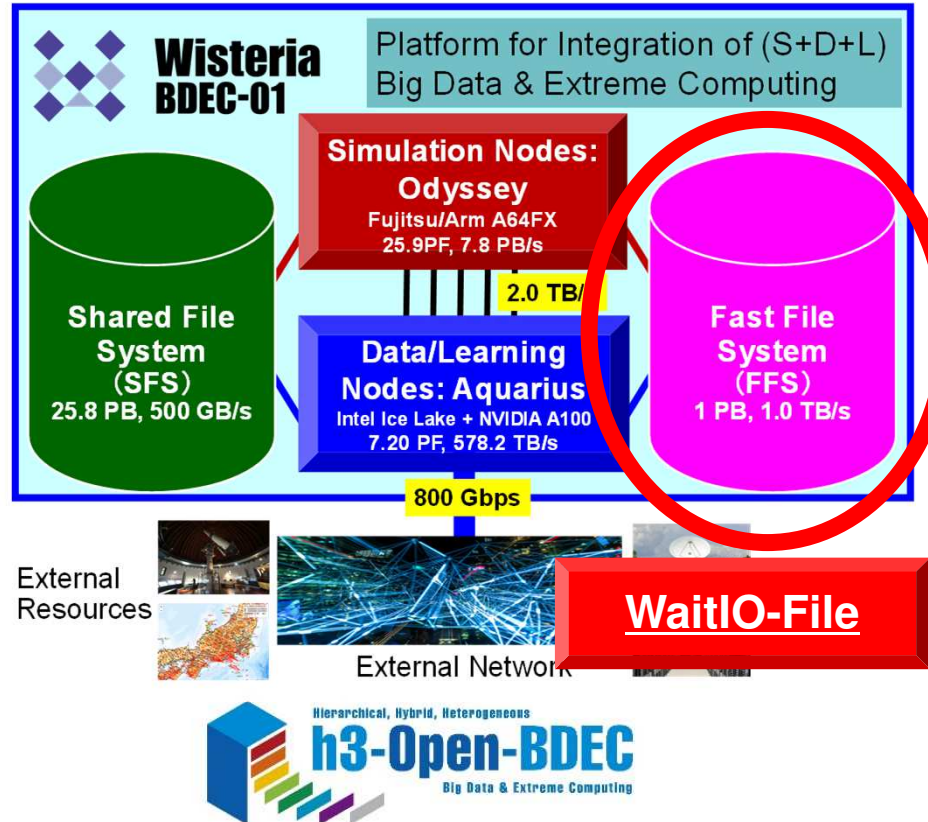 Wisteria
BDEC-01
Platform for Integration of (S+D+L)
Big Data & Extreme Computing
Simulation Nodes:
Odyssey
Fujitsu/Arm A64FX
25.9PF, 7.8 PB/s
2.0 TB/
Shared File
System
(SFS)
25.8 PB, 500 GB/s
Data/Learning
Nodes: Aquarius
Intel Ice Lake + NVIDIA A100
7.20 PF, 578.2 TB/s
Fast File
System
(FFS)
1 PB, 1.0 TB/s
800 Gbps
External
Resources
WaitIO-File
External Network
Hierarchical, Hybrid, Heterogeneous
h3-Open-BDEC
Big Data & Extreme Computing